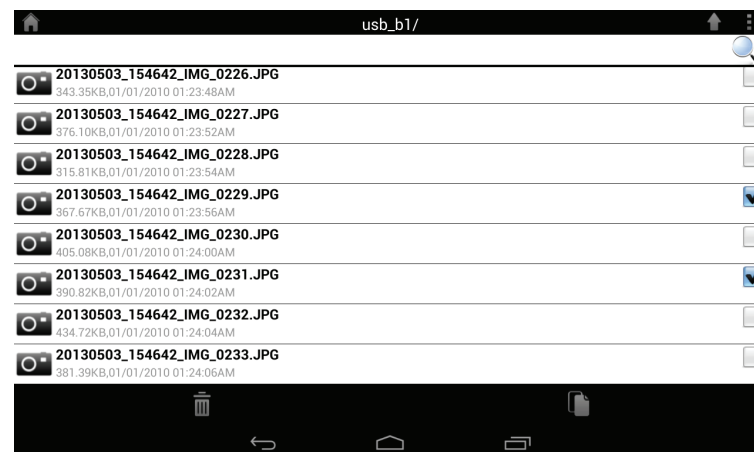 usb_b1/
20130503_154642_IMG_0226.JPG
343.35KB,01/01/2010 01:23:48AM
20130503_154642_IMG_0227.JPG
376.10KB,01/01/2010 01:23:52AM
20130503_154642_IMG_0228.JPG
315.81KB,01/01/2010 01:23:54AM
20130503_154642_IMG_0229.JPG
367.67KB,01/01/2010 01:23:56AM
20130503_154642_IMG_0230.JPG
405.08KB,01/01/2010 01:24:00AM
20130503_154642_IMG_0231.JPG
390.82KB,01/01/2010 01:24:02AM
20130503_154642_IMG_0232.JPG
434.72KB,01/01/2010 01:24:04AM
20130503_154642_IMG_0233.JPG
381.39KB,01/01/2010 01:24:06AM